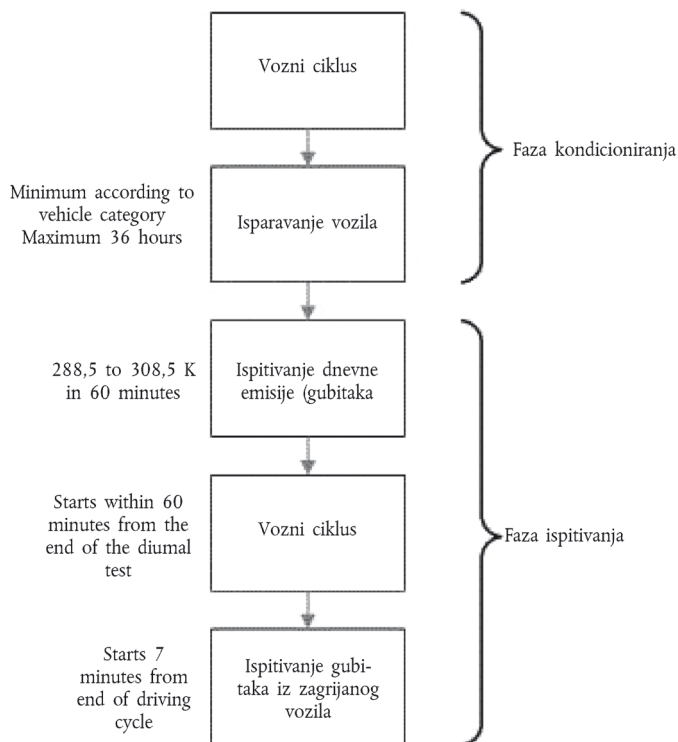 Vozni ciklus
Faza kondicioniranja
Minimum according to
vehicle category
Maximum 36 hours
Isparavanje vozila
288,5 to 308,5 K
in 60 minutes
Ispitivanje dnevne
emisije (gubitaka
Starts within 60
minutes from the
end of the diumal
test
Vozni ciklus
Faza ispitivanja
Starts 7
minutes from
end of driving
cycle
Ispitivanje gubi-
taka iz zagrijanog
vozila